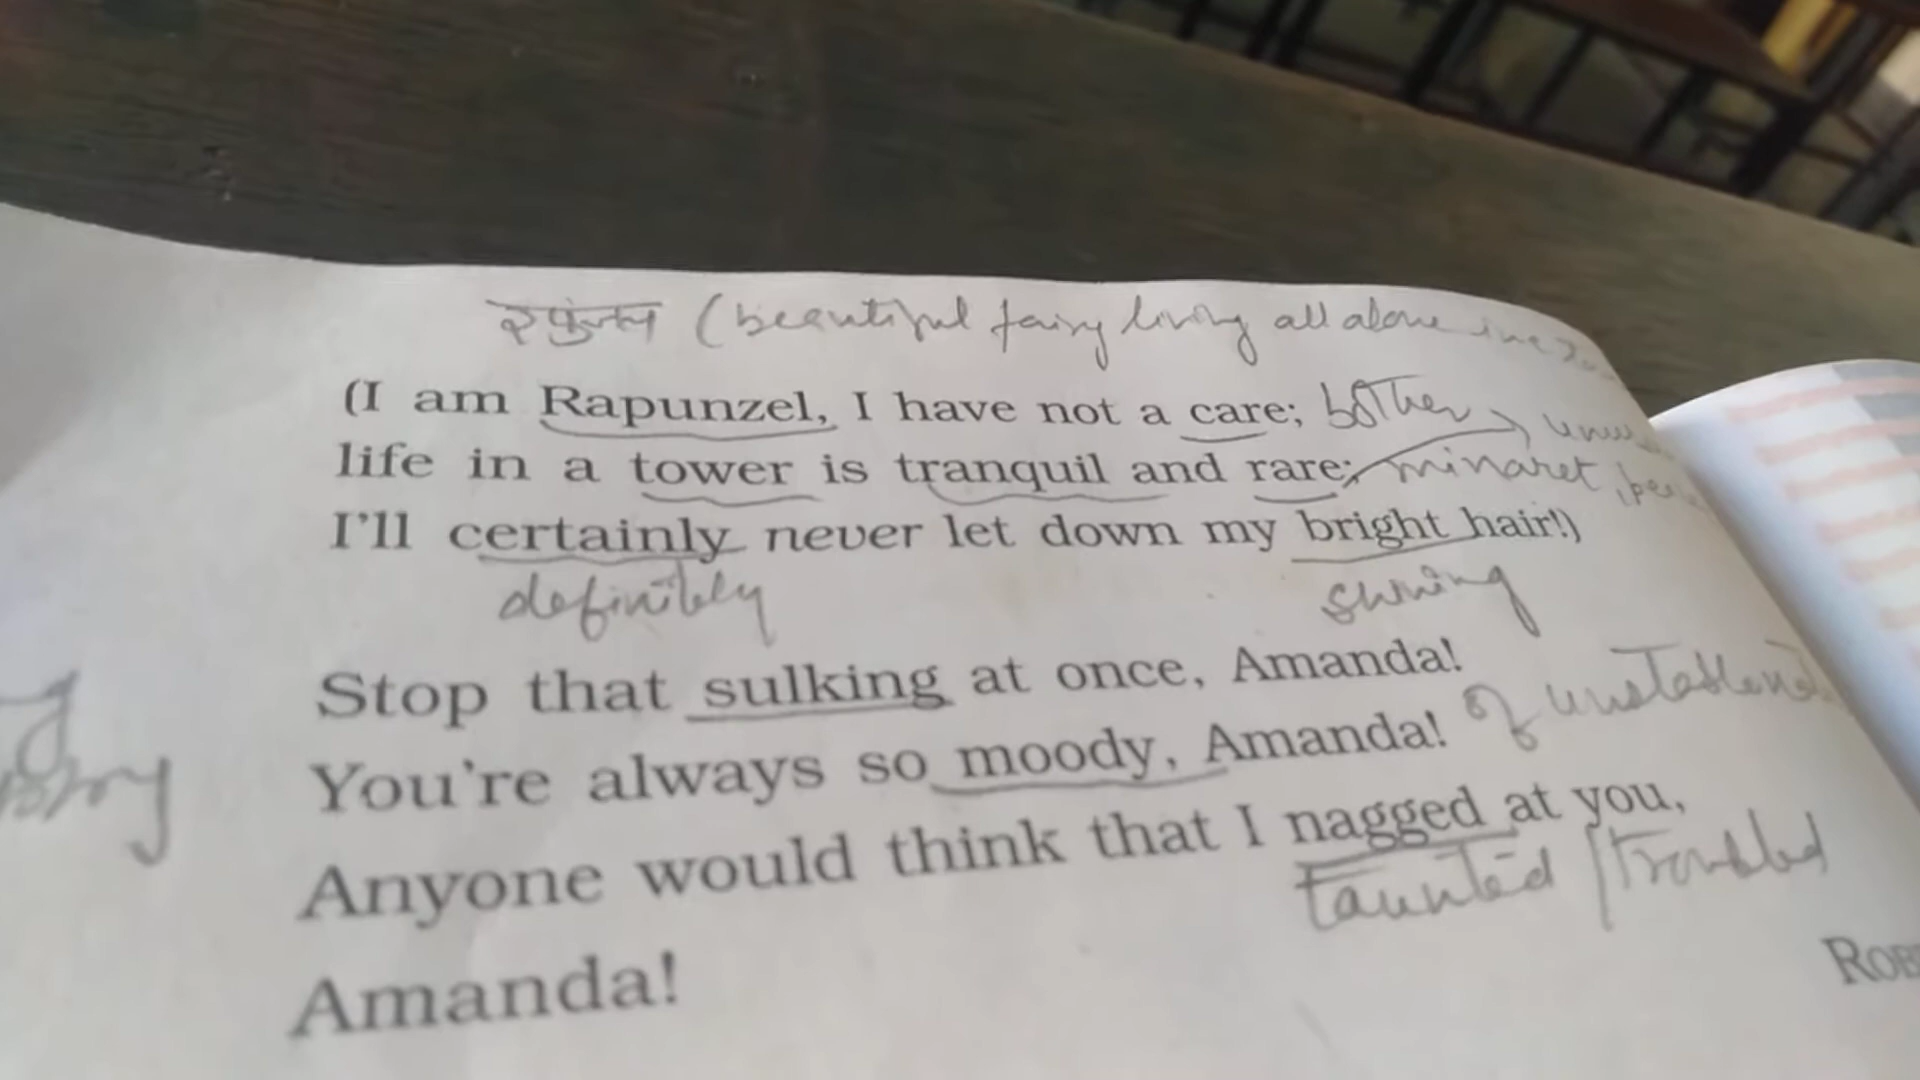 रपुंजल (beautiful fairy living all alone in
(I am Rapunzel, I have not a care; bother
life in a tower is tranquil and rare; minaret,
I'll certainly never let down my bright hair!)
definitely shining
Stop that sulking at once, Amanda!
You're always so moody, Amanda! of
Anyone would think that I nagged at you,
taunted / troubled
Amanda!